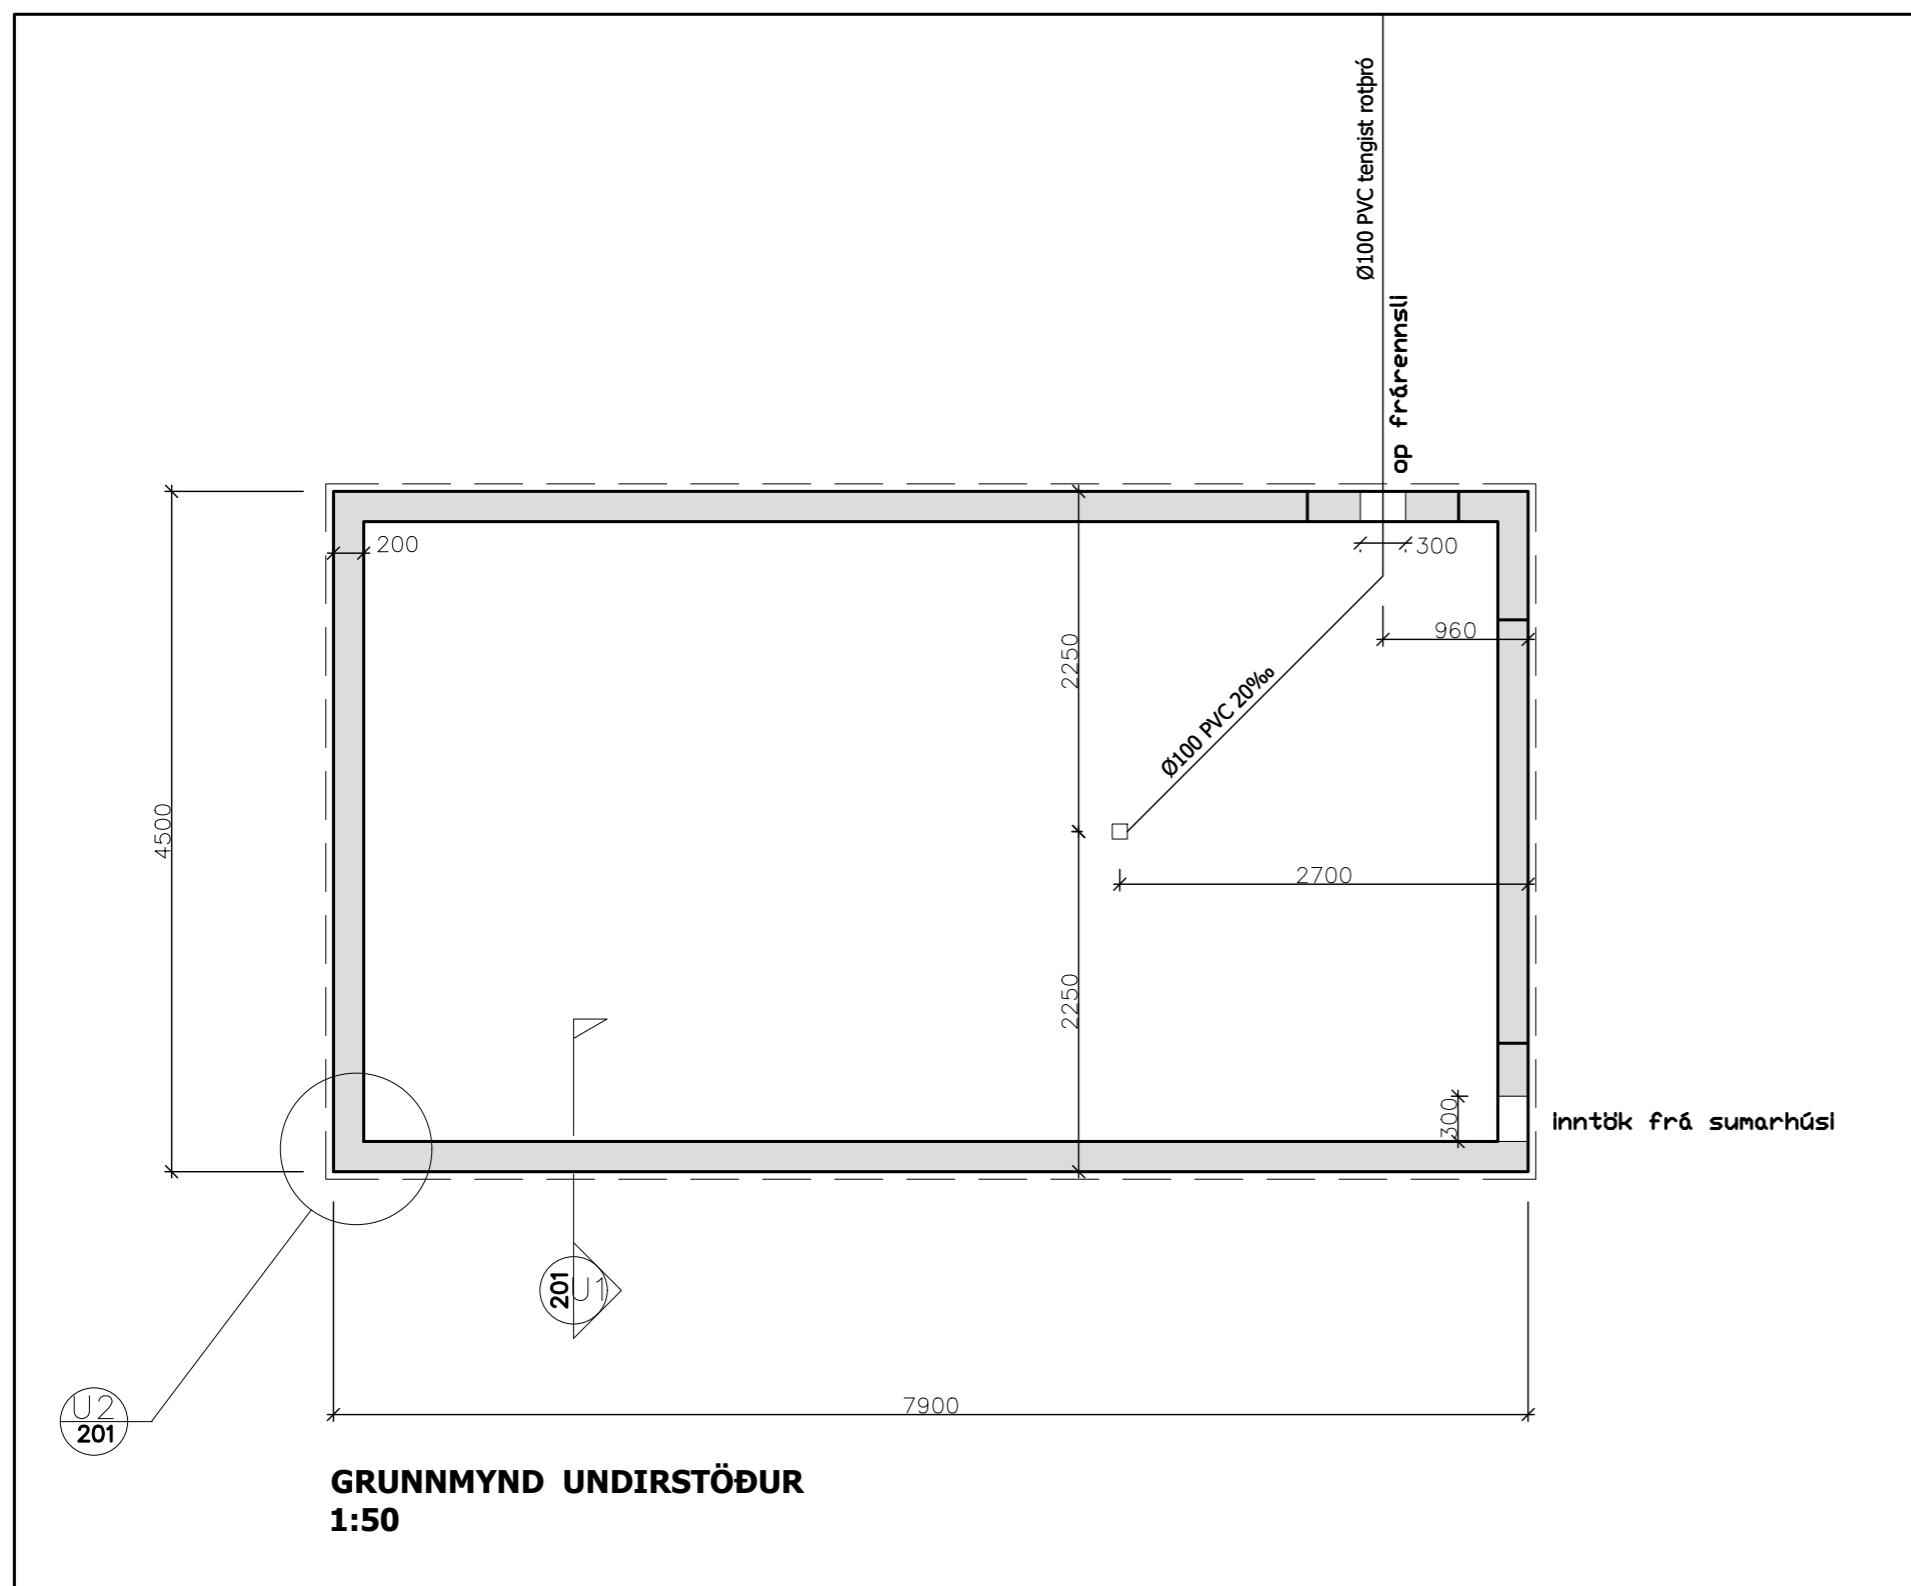 Ø100 PVC tengist rotþró
op frárennsli
200
300
960
2250
Ø100 PVC 20‰
4500
2700
2250
300
inntök frá sumarhúsi
201
U1
7900
U2
201
GRUNNMYND UNDIRSTÖÐUR
1:50